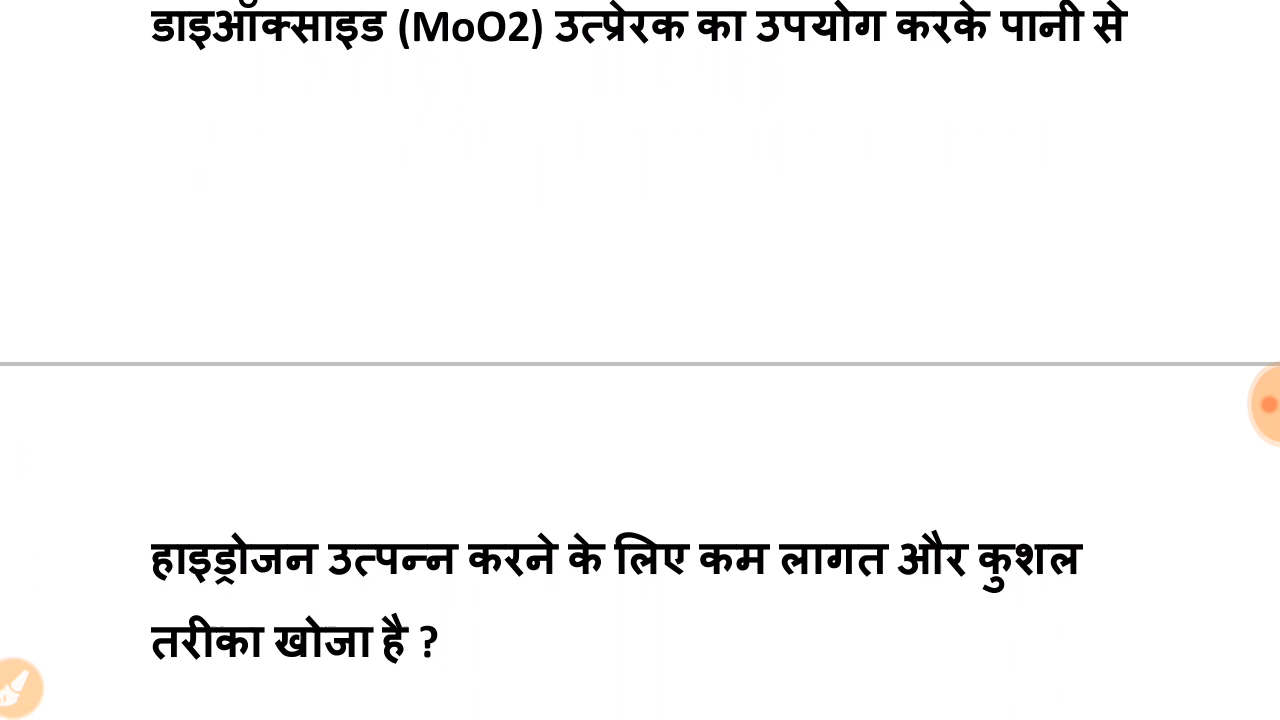 डाइऑक्साइड (MoO2) उत्प्रेरक का उपयोग करके पानी से
हाइड्रोजन उत्पन्न करने के लिए कम लागत और कुशल
तरीका खोजा है ?